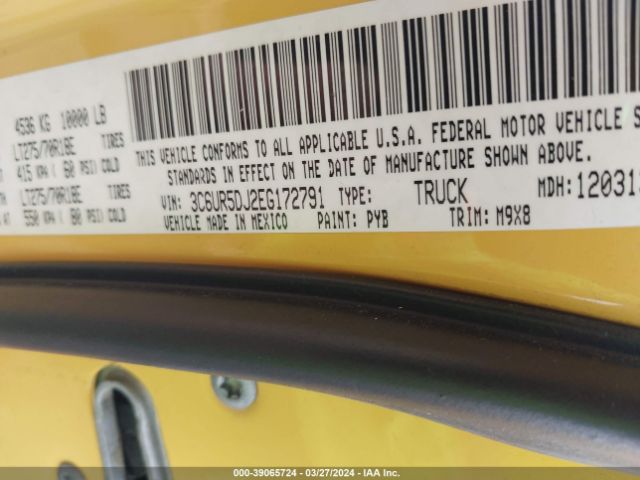 4536 KG 10000 LB
LT275/70R18E TIRES
415 KPA ( 60 PSI) COLD
LT275/70R18E TIRES
550 KPA ( 80 PSI) COLD
THIS VEHICLE CONFORMS TO ALL APPLICABLE U.S.A. FEDERAL MOTOR VEHICLE
STANDARDS IN EFFECT ON THE DATE OF MANUFACTURE SHOWN ABOVE.
VIN: 3C6UR5DJ2EG172791 TYPE: TRUCK MDH:12031
VEHICLE MADE IN MEXICO PAINT: PYB TRIM: M9X8
000-39065724 - 03/27/2024 - IAA Inc.